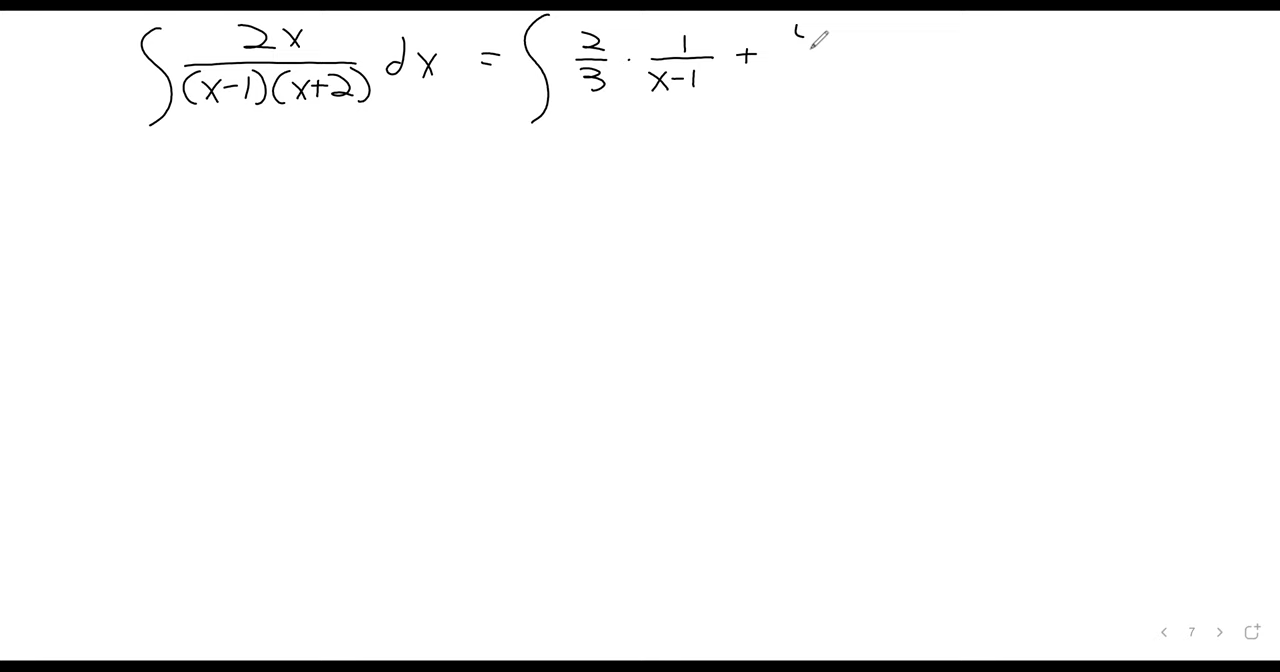 ∫ 2x/((x-1)(x+2)) dx = ∫ 2/3 · 1/(x-1) +
7